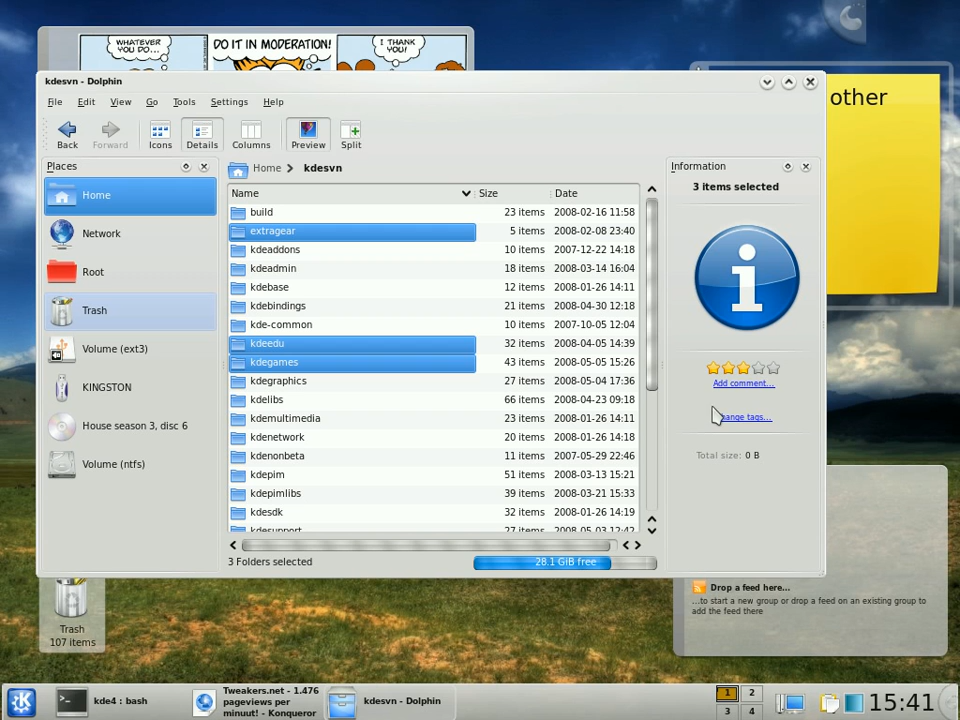 WHATEVER
YOU DO...
DO IT IN MODERATION!
I THANK
YOU!
kdesvn - Dolphin
File Edit View Go Tools Settings Help
Back Forward Icons Details Columns Preview Split
Places
Home
Network
Root
Trash
Volume (ext3)
KINGSTON
House season 3, disc 6
Volume (ntfs)
Home kdesvn
Name Size Date
build 23 items 2008-02-16 11:58
extragear 5 items 2008-02-08 23:40
kdeaddons 10 items 2007-12-22 14:18
kdeadmin 18 items 2008-03-14 16:04
kdebase 12 items 2008-01-26 14:11
kdebindings 21 items 2008-04-30 12:18
kde-common 10 items 2007-10-05 12:04
kdeedu 32 items 2008-05-04 14:39
kdegames 43 items 2008-05-05 15:26
kdegraphics 27 items 2008-05-04 17:36
kdelibs 66 items 2008-04-23 09:18
kdemultimedia 23 items 2008-01-26 14:11
kdenetwork 20 items 2008-01-26 14:18
kdenonbeta 11 items 2007-05-29 22:46
kdepim 51 items 2008-03-13 15:21
kdepimlibs 39 items 2008-03-21 15:33
kdesdk 32 items 2008-01-26 14:19
kdesupport 27 items 2008-05-03 12:42
3 Folders selected 28.1 GiB free
Information
3 items selected
Add comment...
ange tags...
Total size: 0 B
other
Drop a feed here...
...to start a new group or drop a feed on an existing group to
add the feed there
Trash
107 items
kde4 : bash
Tweakers.net - 1.476
pageviews per
minuut! - Konqueror
kdesvn - Dolphin
1 2
3 4
15:41